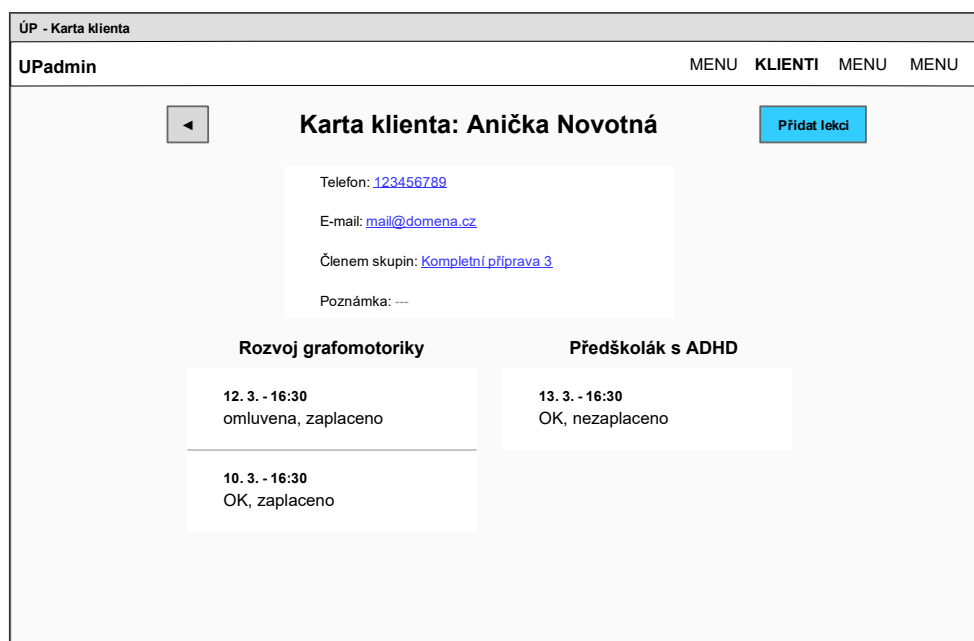 ÚP - Karta klienta
UPadmin MENU KLIENTI MENU MENU
◄ Karta klienta: Anička Novotná Přidat lekci
Telefon: 123456789
E-mail: mail@domena.cz
Členem skupin: Kompletní příprava 3
Poznámka: ---
Rozvoj grafomotoriky
12. 3. - 16:30
omluvena, zaplaceno
10. 3. - 16:30
OK, zaplaceno
Předškolák s ADHD
13. 3. - 16:30
OK, nezaplaceno